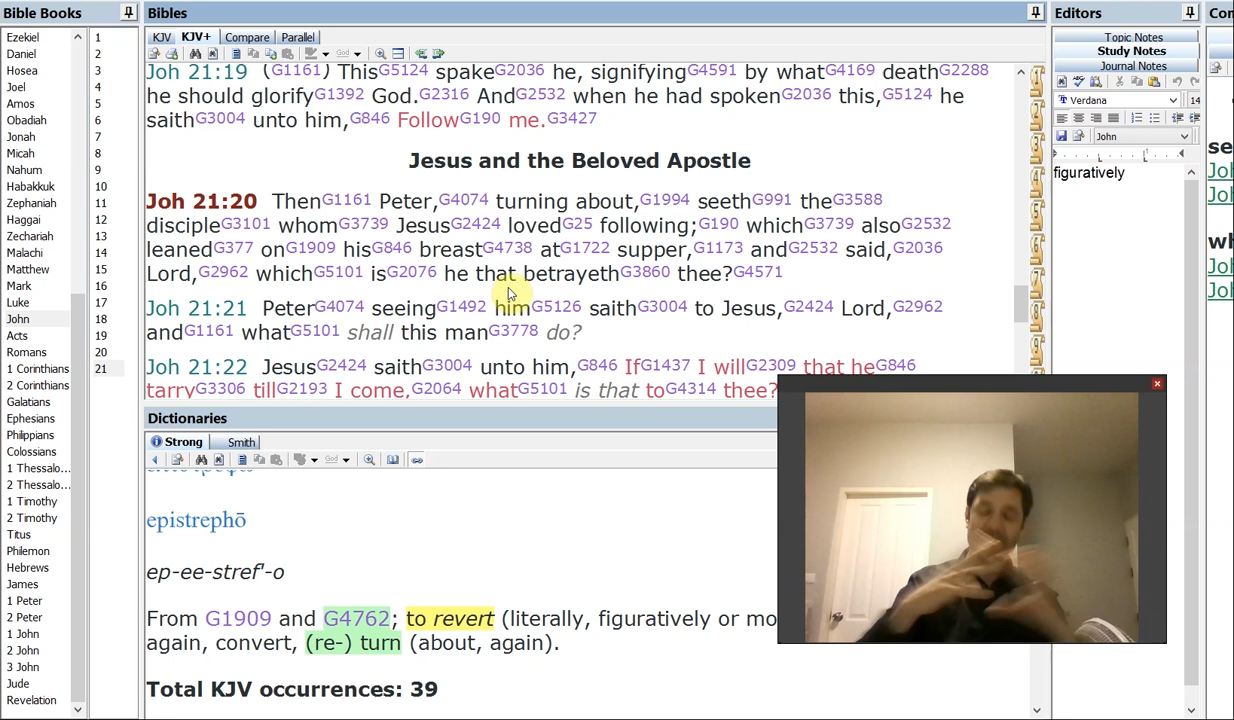 Bible Books
Ezekiel
Daniel
Hosea
Joel
Amos
Obadiah
Jonah
Micah
Nahum
Habakkuk
Zephaniah
Haggai
Zechariah
Malachi
Matthew
Mark
Luke
John
Acts
Romans
1 Corinthians
2 Corinthians
Galatians
Ephesians
Philippians
Colossians
1 Thessalo...
2 Thessalo...
1 Timothy
2 Timothy
Titus
Philemon
Hebrews
James
1 Peter
2 Peter
1 John
2 John
3 John
Jude
Revelation
1
2
3
4
5
6
7
8
9
10
11
12
13
14
15
16
17
18
19
20
21
Bibles
KJV KJV+ Compare Parallel
God
Joh 21:19 (G1161) ThisG5124 spakeG2036 he, signifyingG4591 by whatG4169 deathG2288
he should glorifyG1392 God.G2316 AndG2532 when he had spokenG2036 this,G5124 he
saithG3004 unto him,G846 FollowG190 me.G3427
Jesus and the Beloved Apostle
Joh 21:20 ThenG1161 Peter,G4074 turning about,G1994 seethG991 theG3588
discipleG3101 whomG3739 JesusG2424 lovedG25 following;G190 whichG3739 alsoG2532
leanedG377 onG1909 hisG846 breastG4738 atG1722 supper,G1173 andG2532 said,G2036
Lord,G2962 whichG5101 isG2076 he that betrayethG3860 thee?G4571
Joh 21:21 PeterG4074 seeingG1492 himG5126 saithG3004 to Jesus,G2424 Lord,G2962
andG1161 whatG5101 shall this manG3778 do?
Joh 21:22 JesusG2424 saithG3004 unto him,G846 IfG1437 I willG2309 that heG846
tarryG3306 tillG2193 I come,G2064 whatG5101 is that toG4314 thee?
Dictionaries
Strong Smith
God
epistrephō
ep-ee-stref'-o
From G1909 and G4762; to revert (literally, figuratively or mo
again, convert, (re-) turn (about, again).
Total KJV occurrences: 39
Editors
Topic Notes
Study Notes
Journal Notes
Verdana 14
John
figuratively
Con
se
Joh
Joh
wh
Joh
Joh